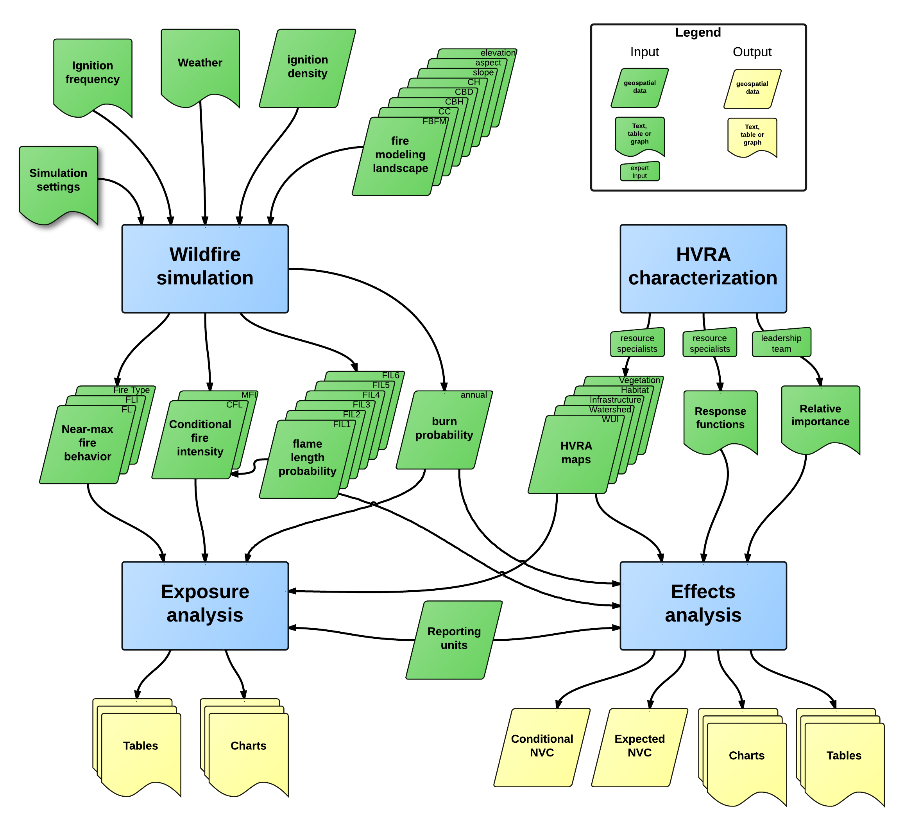 Legend
Input
Output
geospatial
data
geospatial
data
Text,
table or
graph
Text,
table or
graph
expert
input
Ignition
frequency
Weather
ignition
density
elevation
aspect
slope
CH
CBD
CBH
CC
FBFM
fire
modeling
landscape
Simulation
settings
Wildfire
simulation
HVRA
characterization
resource
specialists
resource
specialists
leadership
team
Fire Type
FLI
FL
Near-max
fire
behavior
MFI
CFL
Conditional
fire
intensity
FIL6
FIL5
FIL4
FIL3
FIL2
FIL1
flame
length
probability
annual
burn
probability
Vegetation
Habitat
Infrastructure
Watershed
WUI
HVRA
maps
Response
functions
Relative
importance
Exposure
analysis
Effects
analysis
Reporting
units
Tables
Charts
Conditional
NVC
Expected
NVC
Charts
Tables